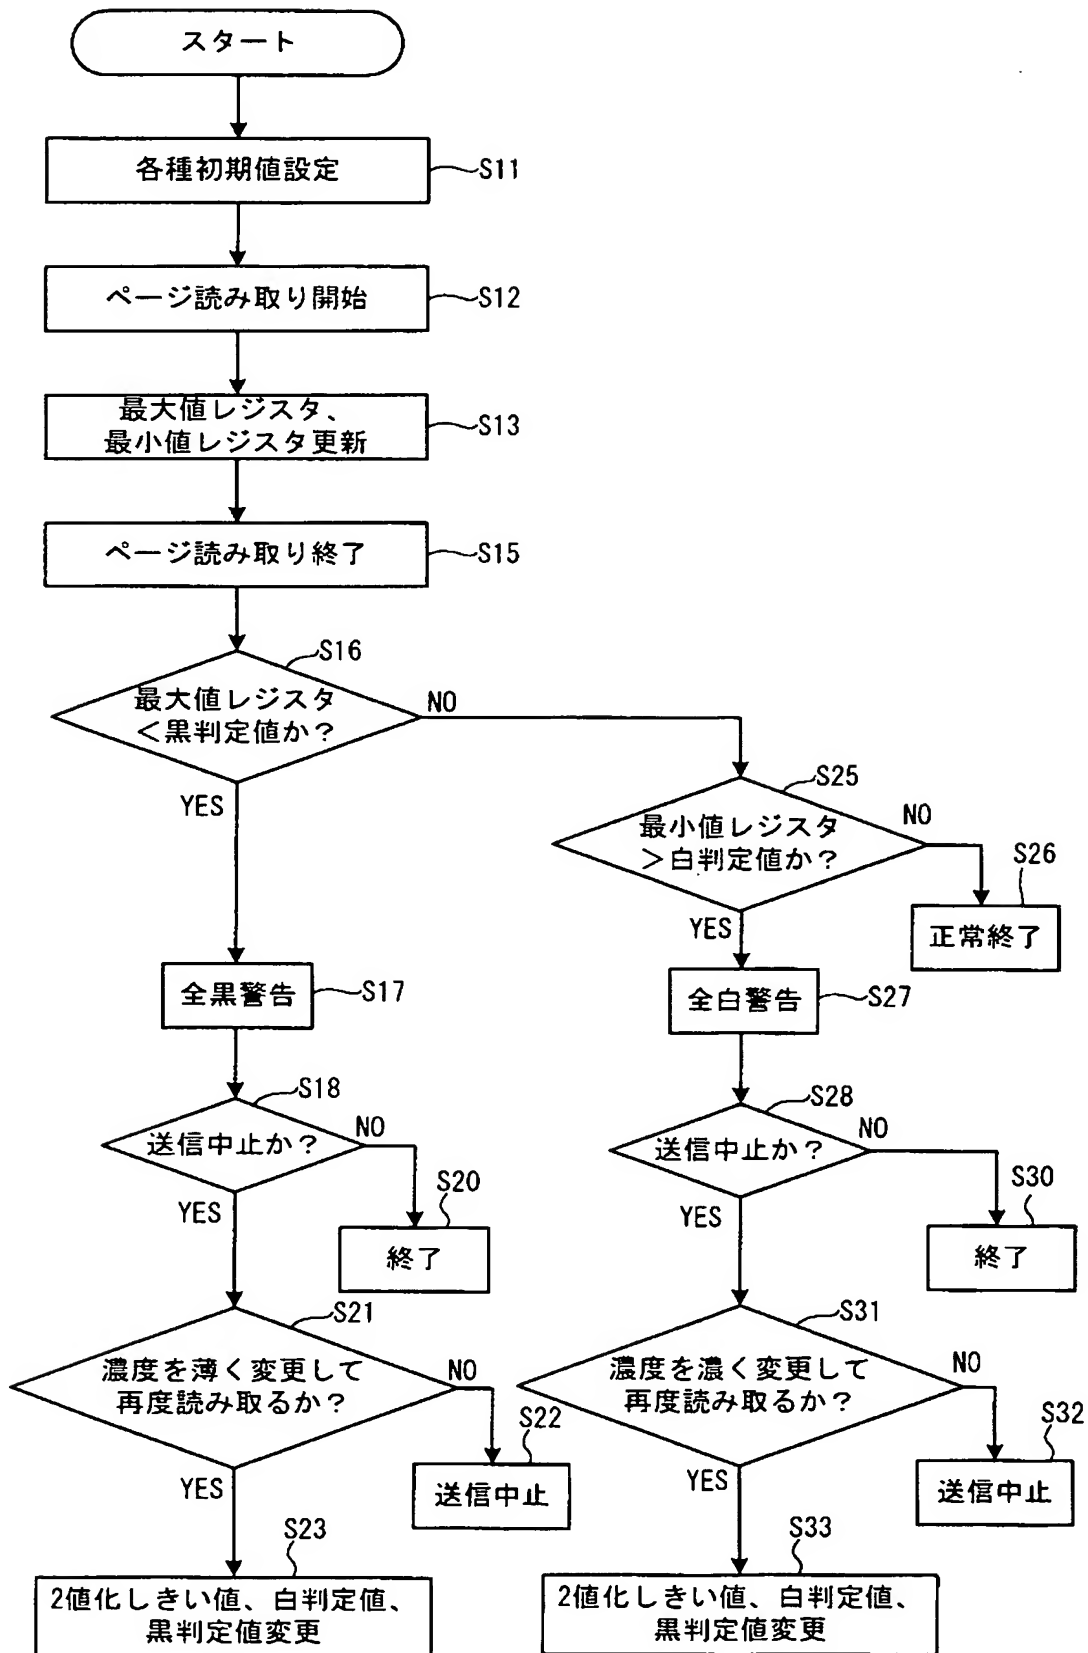 スタート
各種初期値設定
S11
ページ読み取り開始
S12
最大値レジスタ、
最小値レジスタ更新
S13
ページ読み取り終了
S15
S16
最大値レジスタ
<黒判定値か?
NO
YES
S25
最小値レジスタ
>白判定値か?
NO
YES
S26
正常終了
全黒警告
S17
全白警告
S27
S18
送信中止か?
NO
YES
S20
終了
S28
送信中止か?
NO
YES
S30
終了
S21
濃度を薄く変更して
再度読み取るか?
NO
YES
S22
送信中止
S31
濃度を濃く変更して
再度読み取るか?
NO
YES
S32
送信中止
S23
2値化しきい値、白判定値、
黒判定値変更
S33
2値化しきい値、白判定値、
黒判定値変更